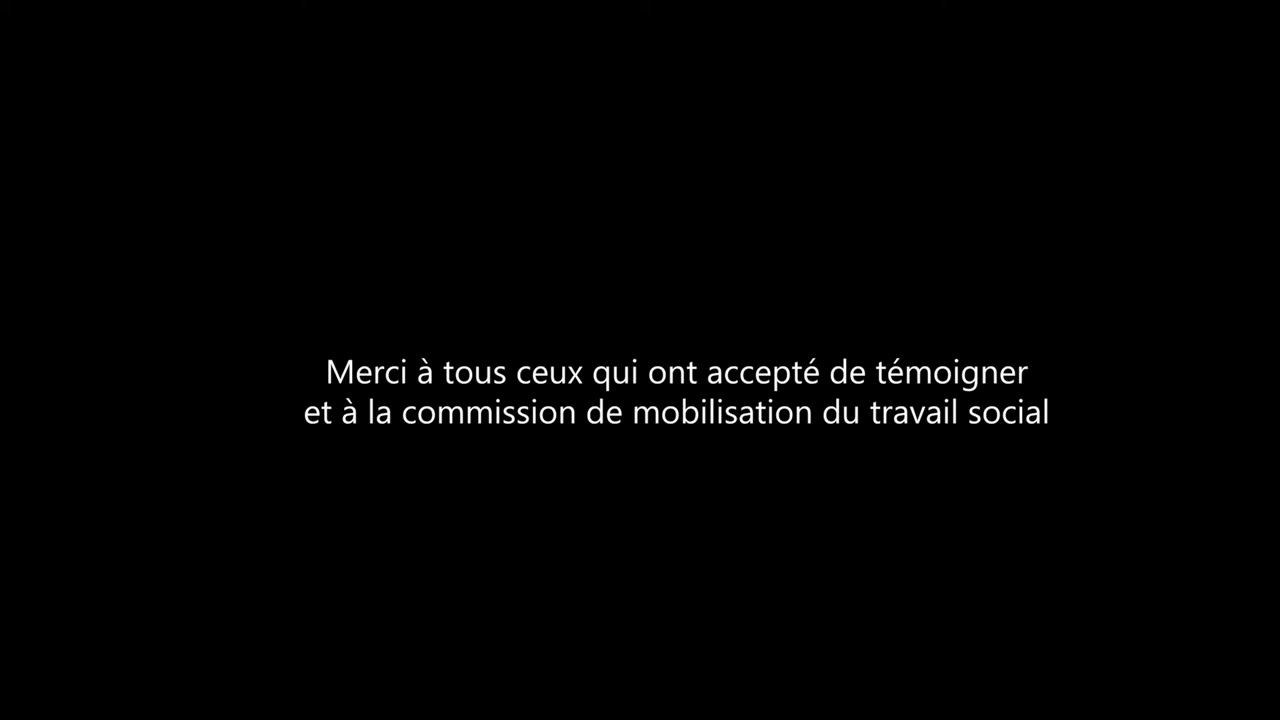 Merci à tous ceux qui ont accepté de témoigner
et à la commission de mobilisation du travail social